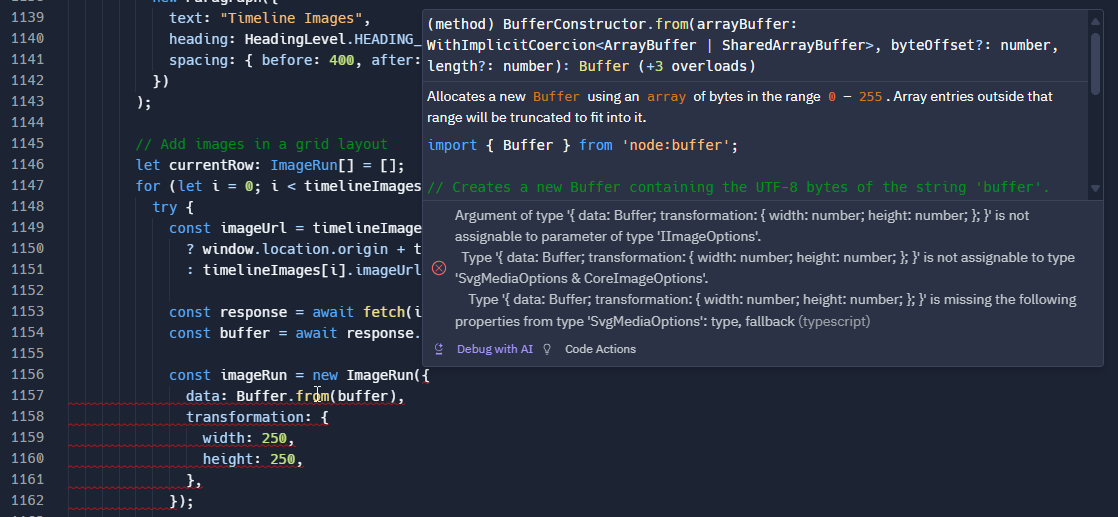 1138 new Paragraph({
1139 text: "Timeline Images",
1140 heading: HeadingLevel.HEADING_
1141 spacing: { before: 400, after:
1142 })
1143 );
1144
1145 // Add images in a grid layout
1146 let currentRow: ImageRun[] = [];
1147 for (let i = 0; i < timelineImages
1148 try {
1149 const imageUrl = timelineImage
1150 ? window.location.origin + t
1151 : timelineImages[i].imageUrl
1152
1153 const response = await fetch(i
1154 const buffer = await response.
1155
1156 const imageRun = new ImageRun({
1157 data: Buffer.from(buffer),
1158 transformation: {
1159 width: 250,
1160 height: 250,
1161 },
1162 });
(method) BufferConstructor.from(arrayBuffer:
WithImplicitCoercion<ArrayBuffer | SharedArrayBuffer>, byteOffset?: number,
length?: number): Buffer (+3 overloads)
Allocates a new Buffer using an array of bytes in the range 0 – 255. Array entries outside that
range will be truncated to fit into it.
import { Buffer } from 'node:buffer';
// Creates a new Buffer containing the UTF-8 bytes of the string 'buffer'.
Argument of type '{ data: Buffer; transformation: { width: number; height: number; }; }' is not
assignable to parameter of type 'IImageOptions'.
Type '{ data: Buffer; transformation: { width: number; height: number; }; }' is not assignable to type
'SvgMediaOptions & CoreImageOptions'.
Type '{ data: Buffer; transformation: { width: number; height: number; }; }' is missing the following
properties from type 'SvgMediaOptions': type, fallback (typescript)
Debug with AI Code Actions